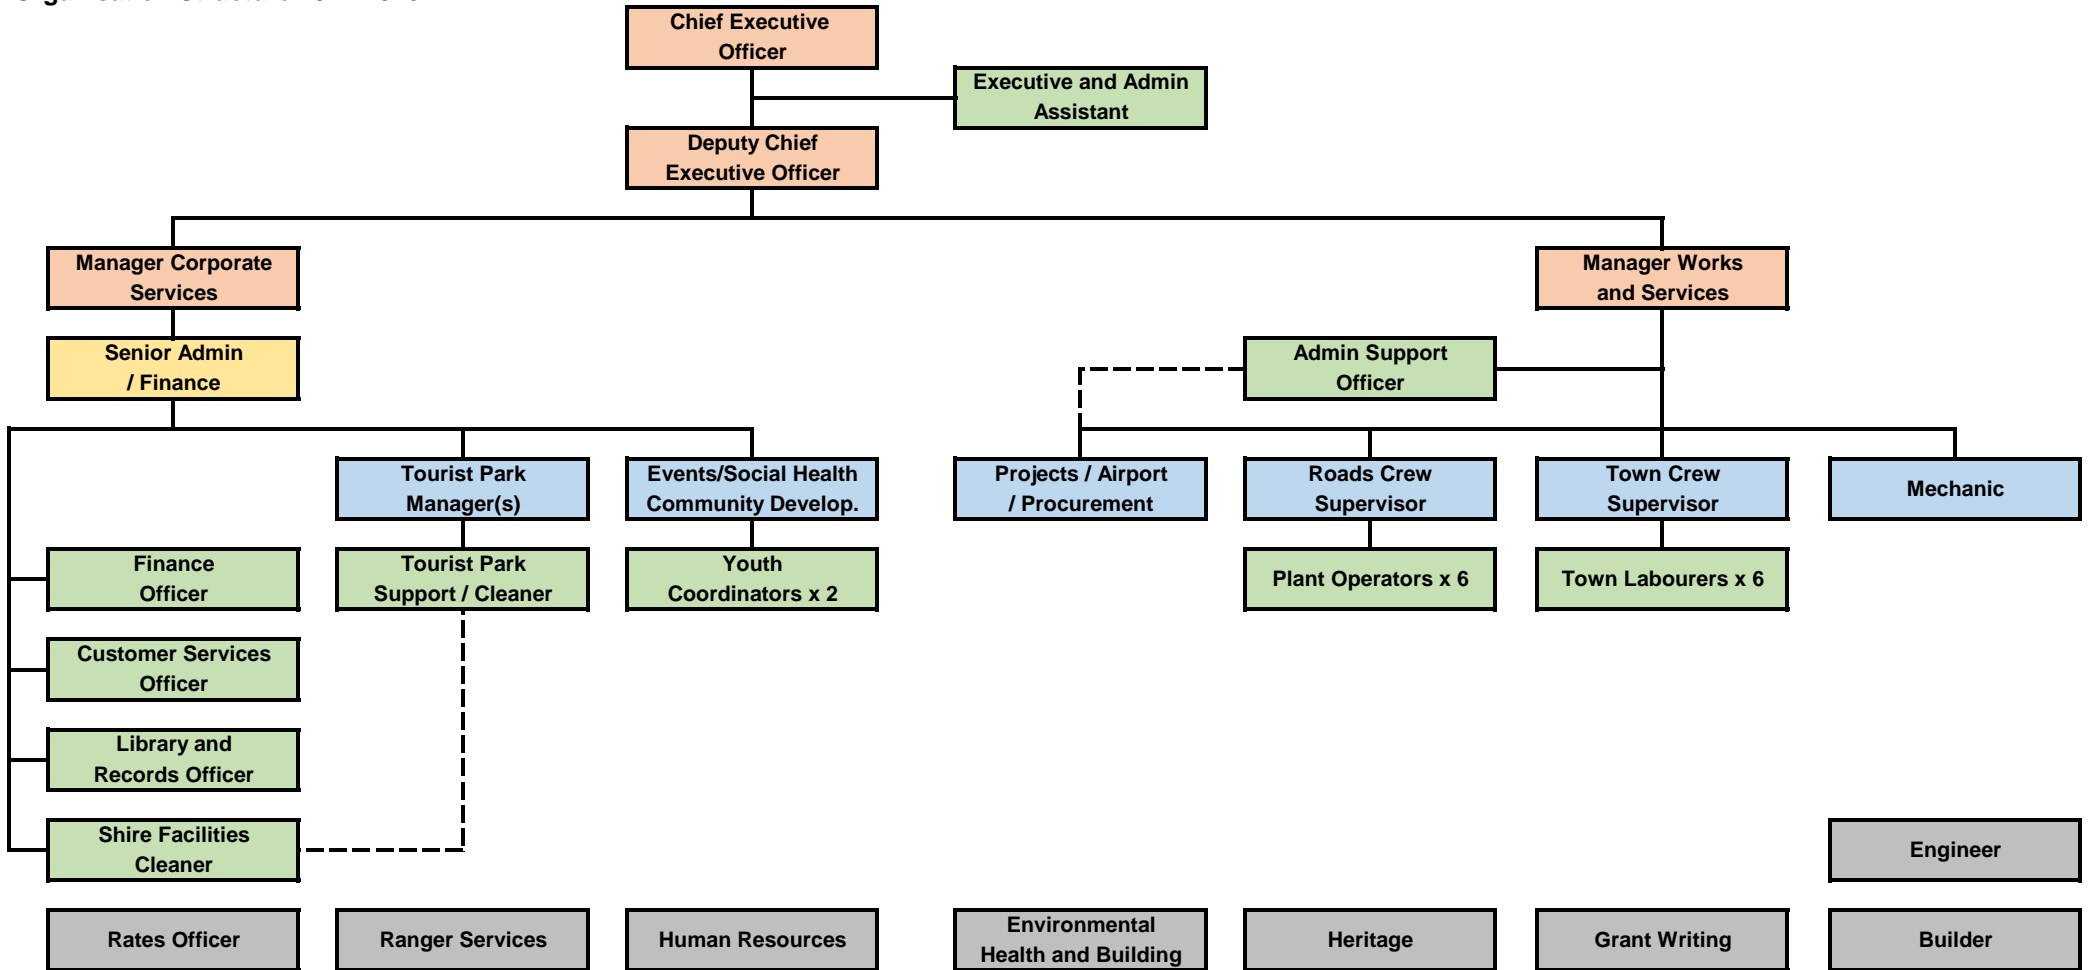 Chief Executive
Officer
Executive and Admin
Assistant
Deputy Chief
Executive Officer
Manager Corporate
Services
Manager Works
and Services
Senior Admin
/ Finance
Admin Support
Officer
Tourist Park
Manager(s)
Events/Social Health
Community Develop.
Projects / Airport
/ Procurement
Roads Crew
Supervisor
Town Crew
Supervisor
Mechanic
Finance
Officer
Tourist Park
Support / Cleaner
Youth
Coordinators x 2
Plant Operators x 6
Town Labourers x 6
Customer Services
Officer
Library and
Records Officer
Shire Facilities
Cleaner
Engineer
Rates Officer
Ranger Services
Human Resources
Environmental
Health and Building
Heritage
Grant Writing
Builder